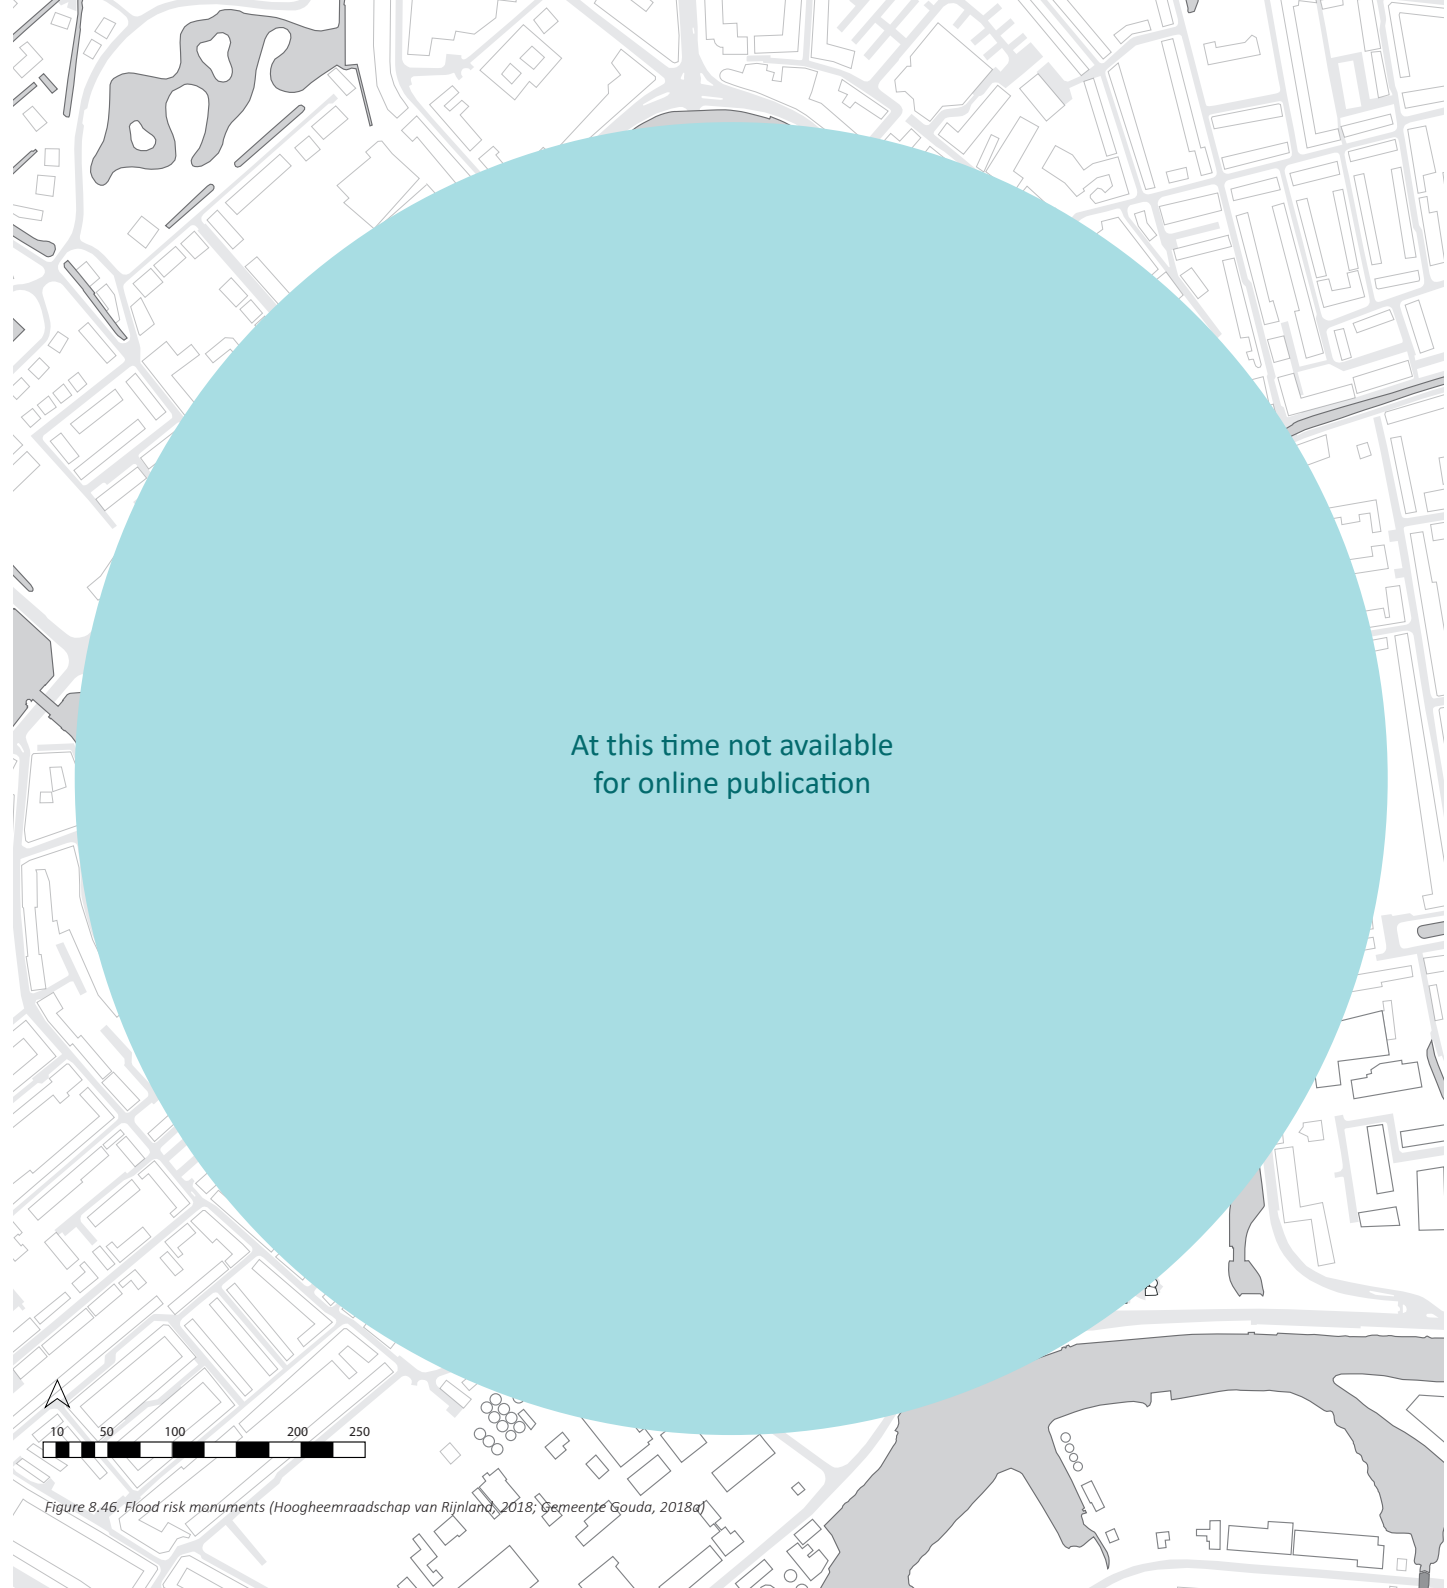 At this time not available
for online publication
10 50 100 200 250
Figure 8.46. Flood risk monuments (Hoogheemraadschap van Rijnland, 2018; Gemeente Gouda, 2018a)